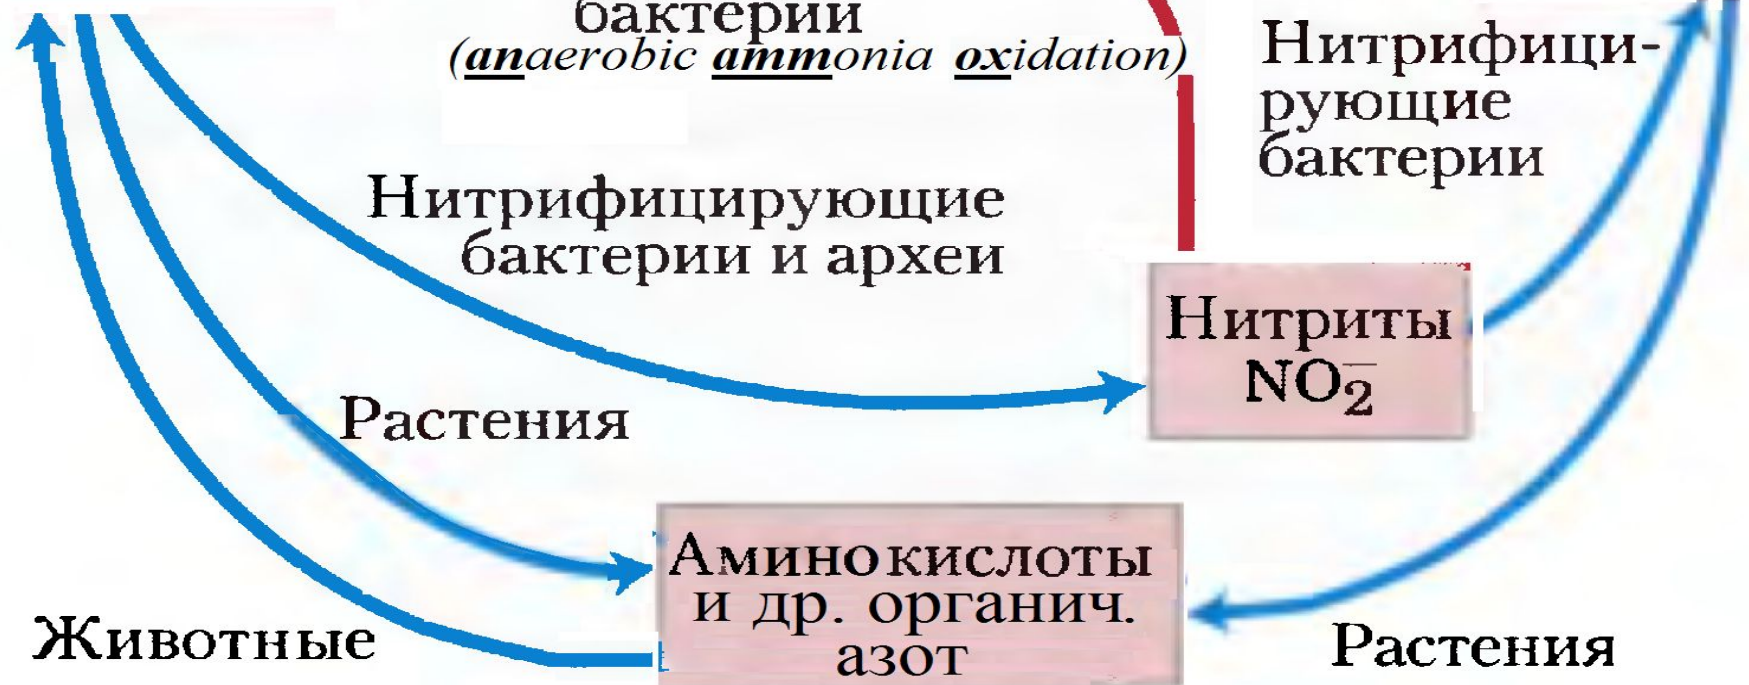 бактерии
(anaerobic ammonia oxidation)
Нитрифици-
рующие
бактерии
Нитрифицирующие
бактерии и археи
Нитриты
NO₂⁻
Растения
Аминокислоты
и др. органич.
азот
Животные
Растения